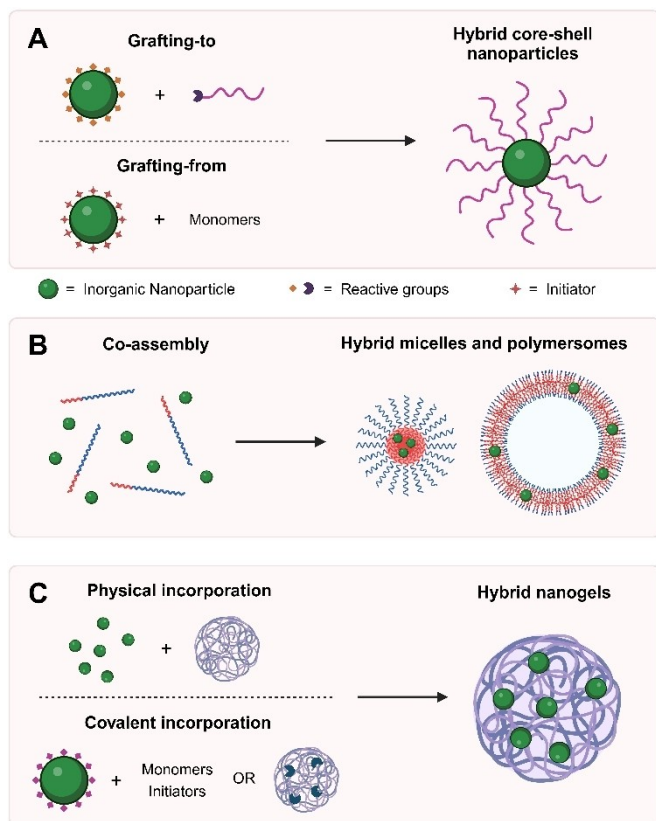 A
Grafting-to
+
Grafting-from
+ Monomers
Hybrid core-shell
nanoparticles
= Inorganic Nanoparticle
= Reactive groups
= Initiator
B
Co-assembly
Hybrid micelles and polymersomes
C
Physical incorporation
+
Covalent incorporation
+ Monomers
Initiators
OR
Hybrid nanogels